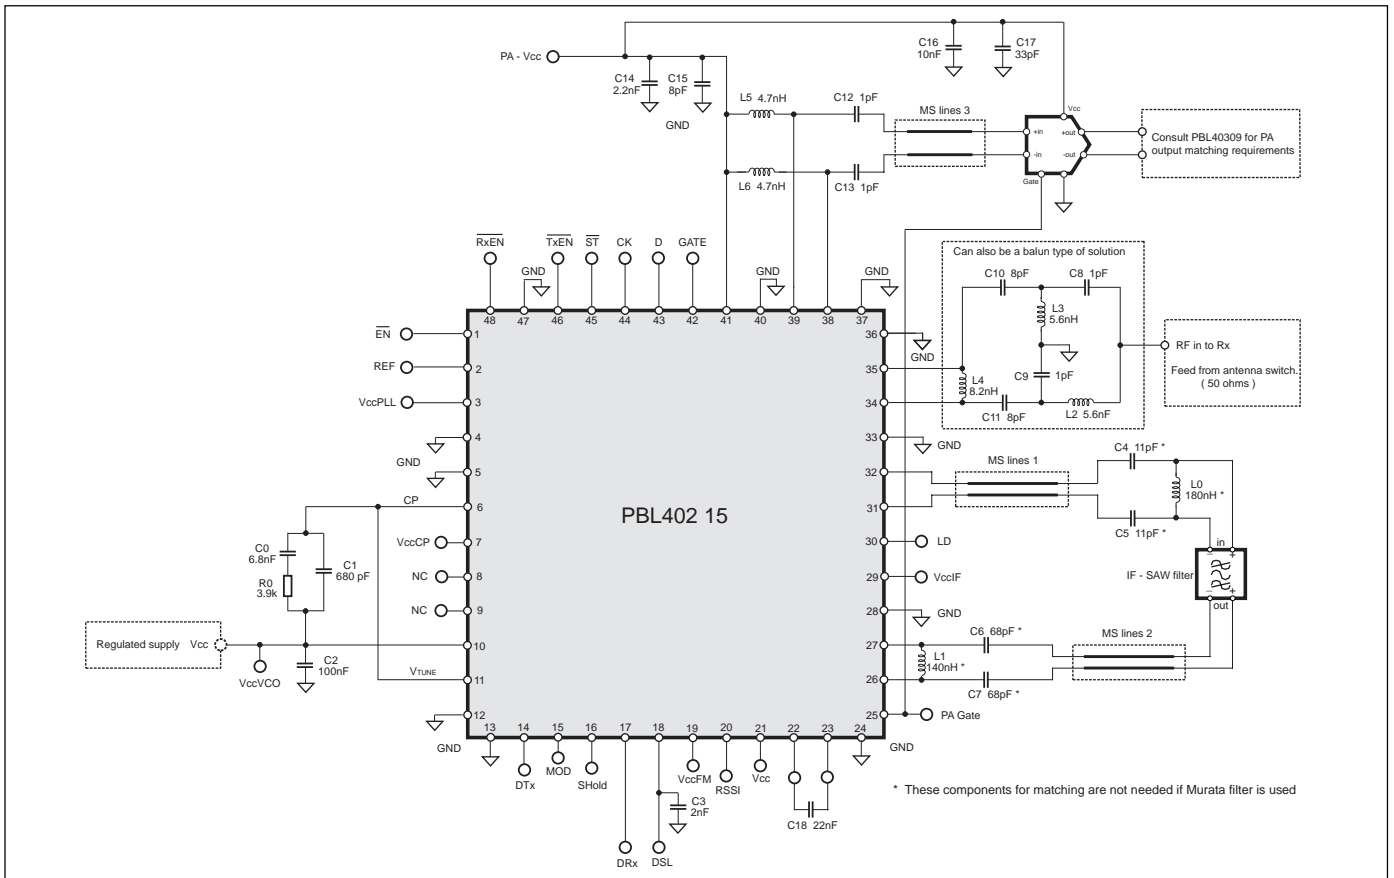 PA - Vcc
C14
2.2nF
C15
8pF
GND
C16
10nF
C17
33pF
L5 4.7nH
C12 1pF
MS lines 3
Vcc
+in
+out
-in
-out
Gate
Consult PBL40309 for PA
output matching requirements
L6 4.7nH
C13 1pF
RxEN
GND
TxEN
ST
CK
D
GATE
GND
GND
48
47
46
45
44
43
42
41
40
39
38
37
Can also be a balun type of solution
C10 8pF
C8 1pF
L3
5.6nH
C9
1pF
L4
8.2nH
C11 8pF
L2 5.6nF
RF in to Rx
Feed from antenna switch.
( 50 ohms )
EN
1
REF
2
VccPLL
3
4
GND
5
CP
6
VccCP
7
NC
8
NC
9
10
VTUNE
11
12
GND
C0
6.8nF
R0
3.9k
C1
680 pF
Regulated supply Vcc
VccVCO
C2
100nF
PBL402 15
36
GND
35
34
33
GND
32
31
30
LD
29
VccIF
28
GND
27
26
25
PA Gate
GND
MS lines 1
C4 11pF *
L0
180nH *
C5 11pF *
in
– +
IF - SAW filter
– +
out
C6 68pF *
L1
140nH *
MS lines 2
C7 68pF *
13
14
15
16
17
18
19
20
21
22
23
24
DTx
MOD
SHold
DRx
DSL
C3
2nF
VccFM
RSSI
Vcc
C18 22nF
* These components for matching are not needed if Murata filter is used